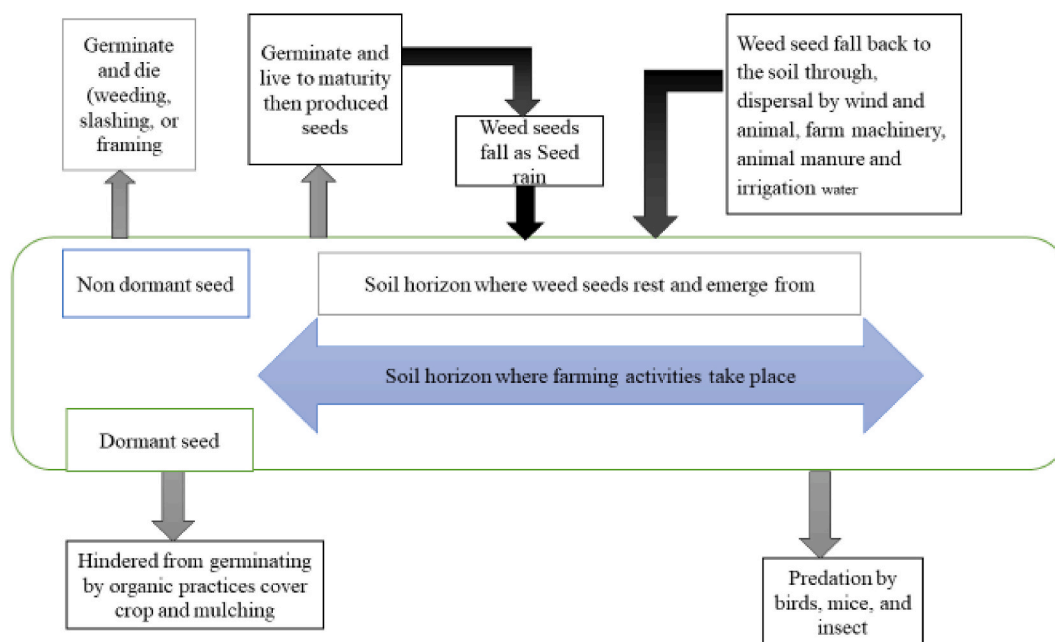 Germinate
and die
(weeding,
slashing, or
framing
Germinate and
live to maturity
then produced
seeds
Weed seeds
fall as Seed
rain
Weed seed fall back to
the soil through,
dispersal by wind and
animal, farm machinery,
animal manure and
irrigation water
Non dormant seed
Soil horizon where weed seeds rest and emerge from
Soil horizon where farming activities take place
Dormant seed
Hindered from germinating
by organic practices cover
crop and mulching
Predation by
birds, mice, and
insect